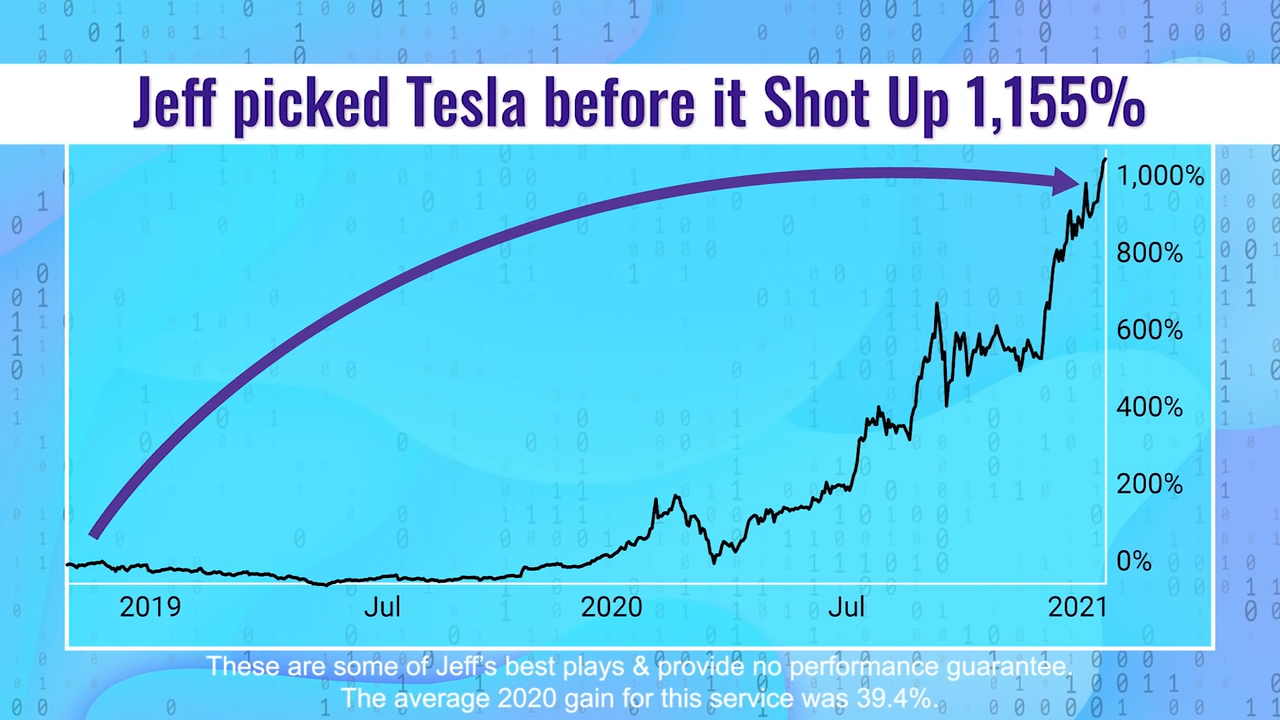 Jeff picked Tesla before it Shot Up 1,155%
1,000%
800%
600%
400%
200%
0%
2019 Jul 2020 Jul 2021
These are some of Jeff's best plays & provide no performance guarantee.
The average 2020 gain for this service was 39.4%.